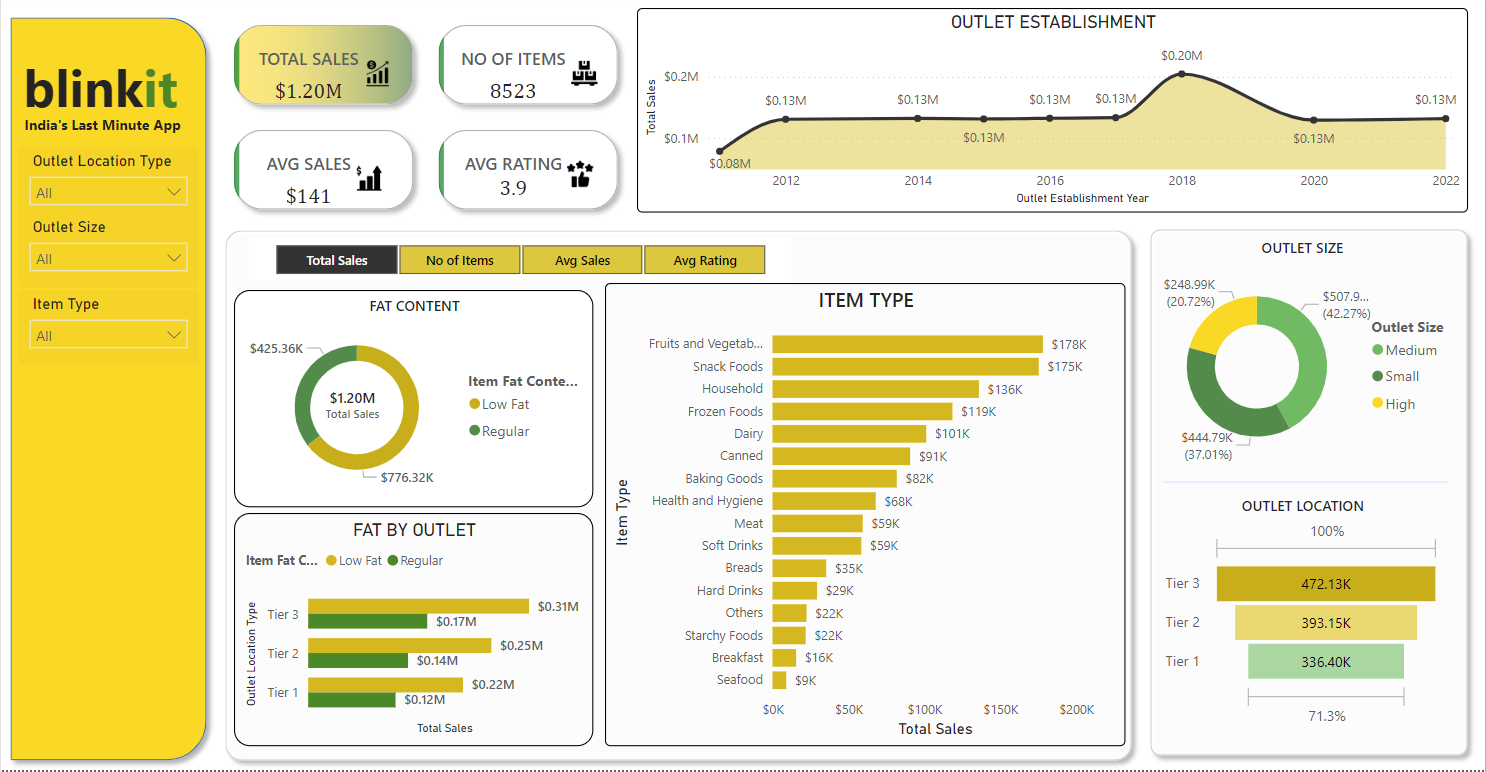 blinkit
India's Last Minute App
Outlet Location Type
All
Outlet Size
All
Item Type
All
TOTAL SALES
$1.20M
NO OF ITEMS
8523
AVG SALES
$141
AVG RATING
3.9
OUTLET ESTABLISHMENT
Total Sales
$0.2M
$0.1M
$0.08M
$0.13M
$0.13M
$0.13M
$0.13M
$0.13M
$0.20M
$0.13M
$0.13M
2012 2014 2016 2018 2020 2022
Outlet Establishment Year
Total Sales No of Items Avg Sales Avg Rating
FAT CONTENT
$425.36K
$1.20M
Total Sales
$776.32K
Item Fat Conte...
Low Fat
Regular
FAT BY OUTLET
Item Fat C... Low Fat Regular
Outlet Location Type
Tier 3 $0.31M
$0.17M
Tier 2 $0.25M
$0.14M
Tier 1 $0.22M
$0.12M
Total Sales
ITEM TYPE
Item Type
Fruits and Vegetab... $178K
Snack Foods $175K
Household $136K
Frozen Foods $119K
Dairy $101K
Canned $91K
Baking Goods $82K
Health and Hygiene $68K
Meat $59K
Soft Drinks $59K
Breads $35K
Hard Drinks $29K
Others $22K
Starchy Foods $22K
Breakfast $16K
Seafood $9K
$0K $50K $100K $150K $200K
Total Sales
OUTLET SIZE
$248.99K
(20.72%)
$507.9...
(42.27%)
$444.79K
(37.01%)
Outlet Size
Medium
Small
High
OUTLET LOCATION
100%
Tier 3 472.13K
Tier 2 393.15K
Tier 1 336.40K
71.3%